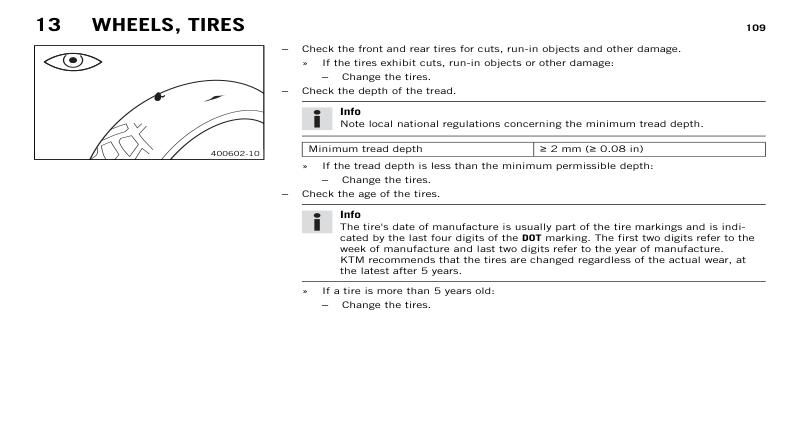 13 WHEELS, TIRES 109
400602-10
– Check the front and rear tires for cuts, run-in objects and other damage.
» If the tires exhibit cuts, run-in objects or other damage:
– Change the tires.
– Check the depth of the tread.
Info
Note local national regulations concerning the minimum tread depth.
Minimum tread depth ≥ 2 mm (≥ 0.08 in)
» If the tread depth is less than the minimum permissible depth:
– Change the tires.
– Check the age of the tires.
Info
The tire's date of manufacture is usually part of the tire markings and is indi-
cated by the last four digits of the DOT marking. The first two digits refer to the
week of manufacture and last two digits refer to the year of manufacture.
KTM recommends that the tires are changed regardless of the actual wear, at
the latest after 5 years.
» If a tire is more than 5 years old:
– Change the tires.